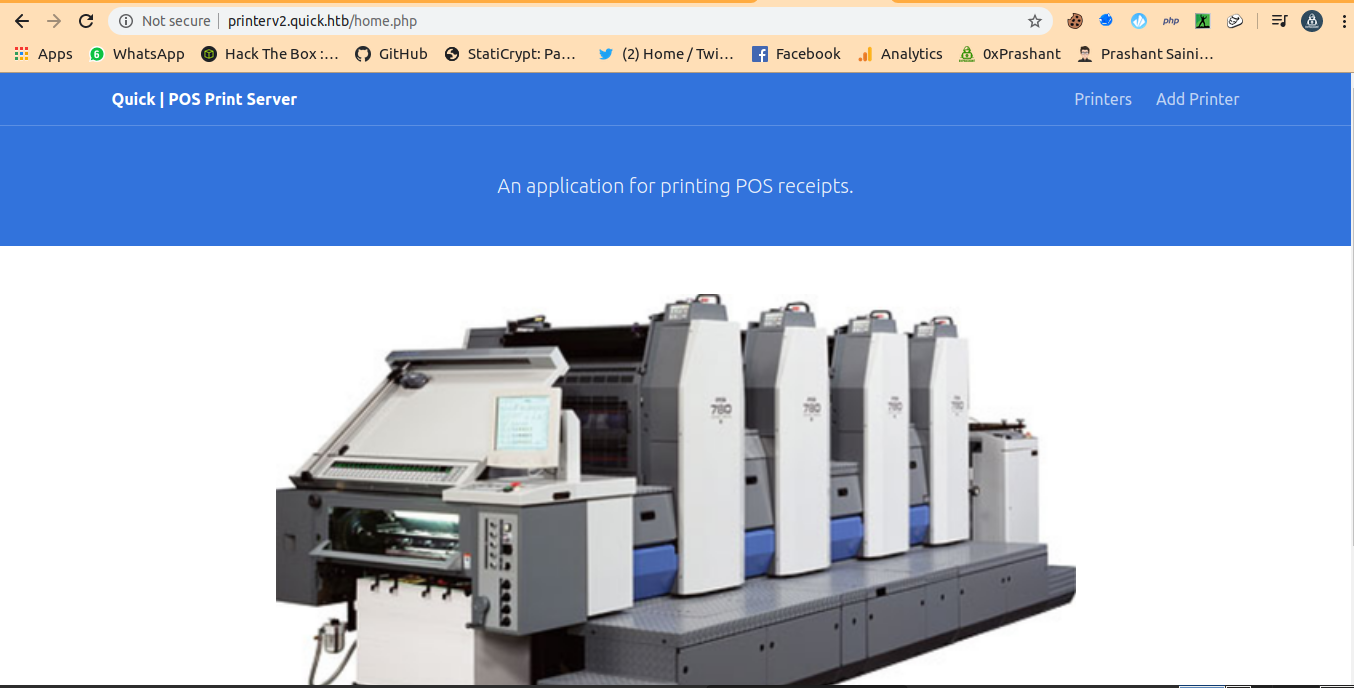 Not secure | printerv2.quick.htb/home.php php
Apps 6 WhatsApp Hack The Box :... GitHub StatiCrypt: Pa... (2) Home / Twi... Facebook Analytics 0xPrashant Prashant Saini...
Quick | POS Print Server Printers Add Printer
An application for printing POS receipts.
780 780 780 780